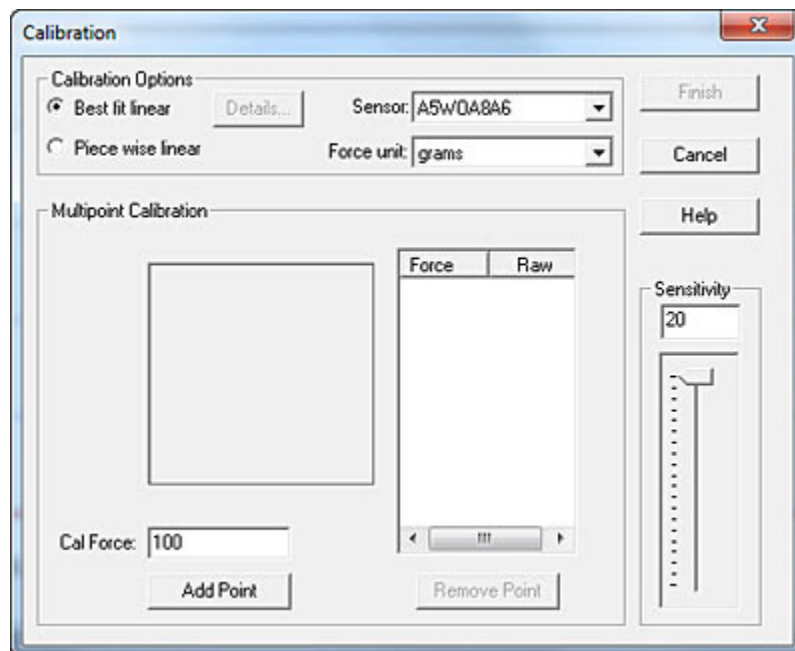 Calibration
Calibration Options
Best fit linear
Details...
Sensor: A5W0A8A6
Piece wise linear
Force unit: grams
Finish
Cancel
Help
Multipoint Calibration
Force Raw
Sensitivity
20
Cal Force: 100
Add Point
Remove Point